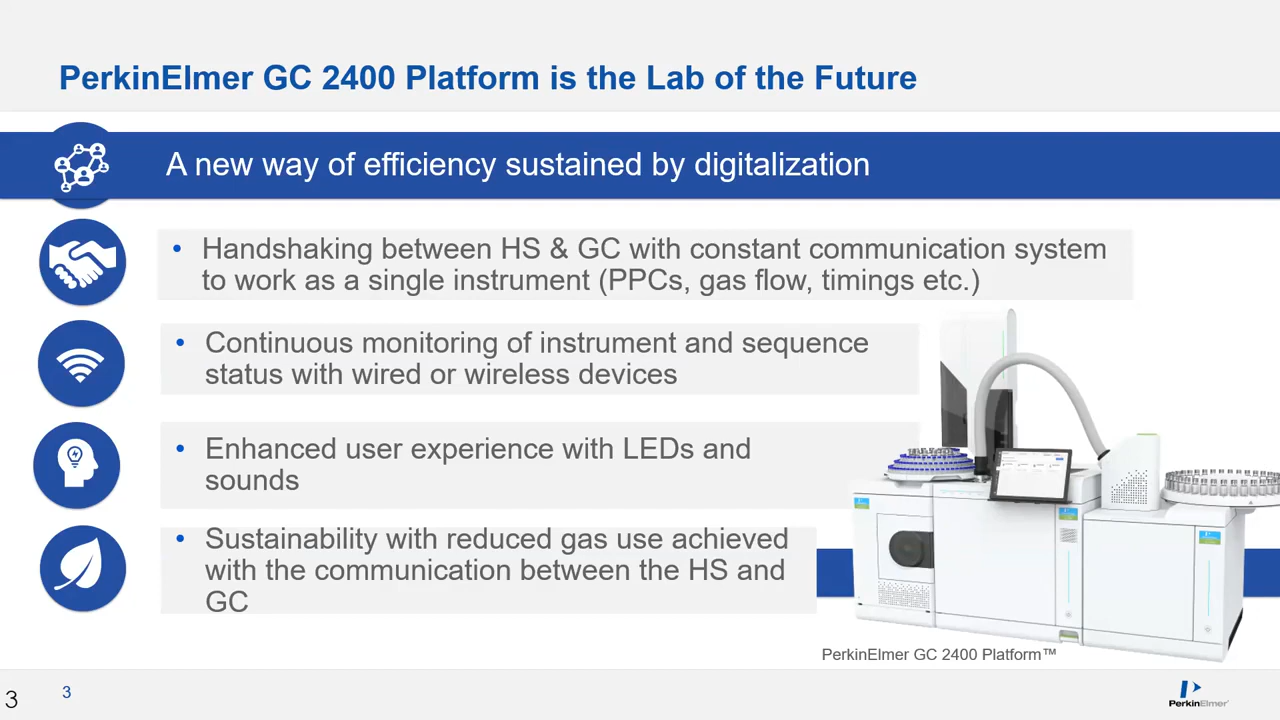 PerkinElmer GC 2400 Platform is the Lab of the Future
A new way of efficiency sustained by digitalization
• Handshaking between HS & GC with constant communication system
to work as a single instrument (PPCs, gas flow, timings etc.)
• Continuous monitoring of instrument and sequence
status with wired or wireless devices
• Enhanced user experience with LEDs and
sounds
• Sustainability with reduced gas use achieved
with the communication between the HS and
GC
PerkinElmer GC 2400 Platform™
3
3
PerkinElmer